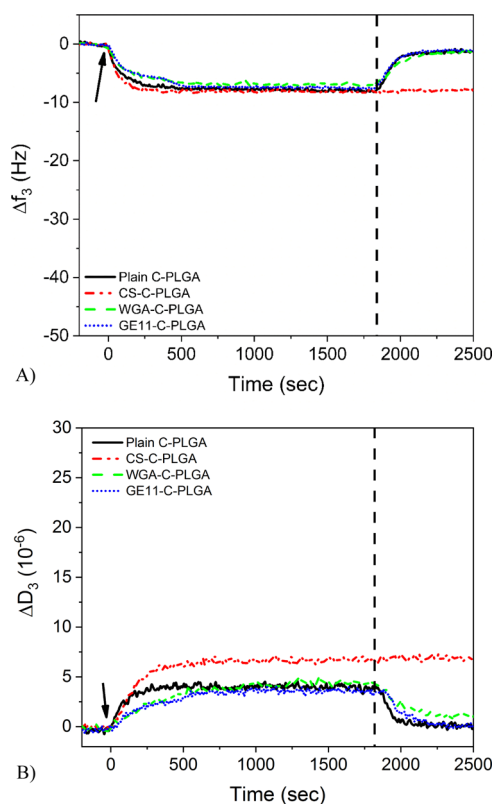 0
-10
-20
-30
-40
-50
Δf₃ (Hz)
Plain C-PLGA
CS-C-PLGA
WGA-C-PLGA
GE11-C-PLGA
0 500 1000 1500 2000 2500
Time (sec)
A)
30
25
20
15
10
5
0
ΔD₃ (10⁻⁶)
Plain C-PLGA
CS-C-PLGA
WGA-C-PLGA
GE11-C-PLGA
0 500 1000 1500 2000 2500
Time (sec)
B)